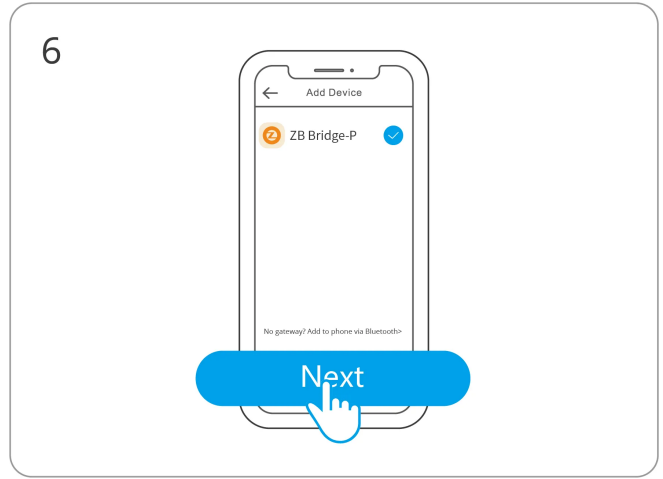 6
Add Device
ZB Bridge-P
No gateway? Add to phone via Bluetooth>
Next